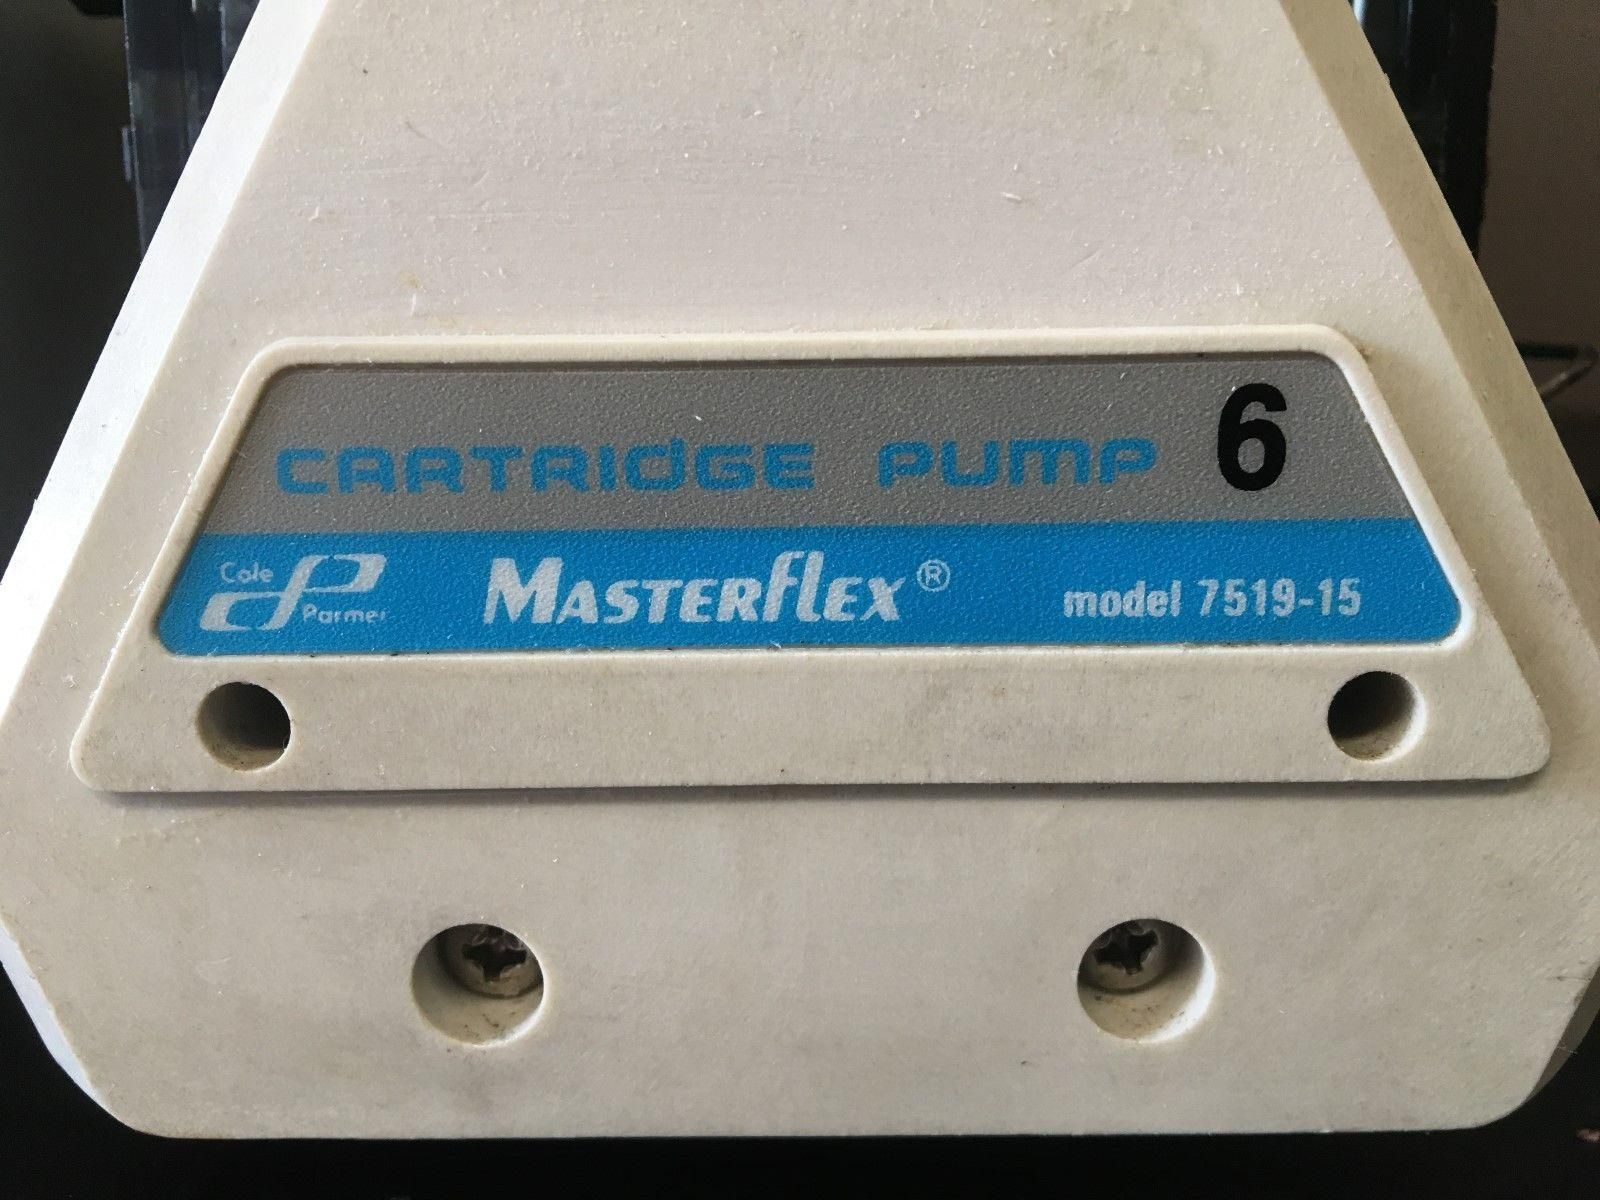 CARTRIDGE PUMP 6
Cole Parmer MASTERFLEX® model 7519-15